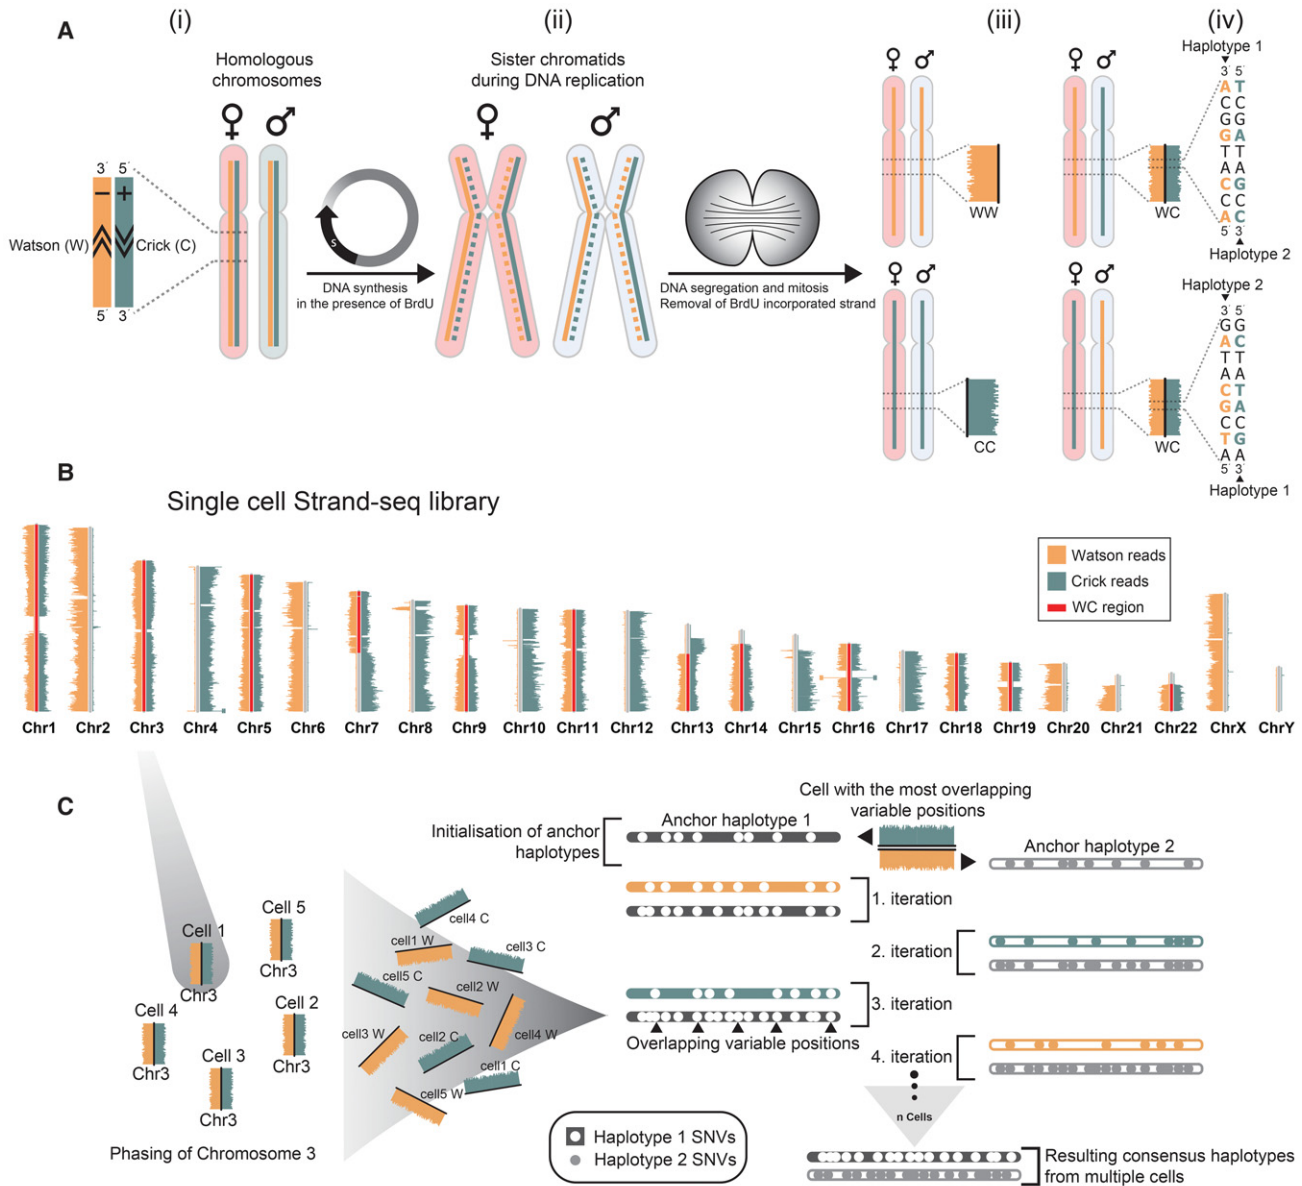 A
(i)
(ii)
(iii)
(iv)
Homologous
chromosomes
♀ ♂
3′ 5′
− +
Watson (W)
Crick (C)
5′ 3′
S
DNA synthesis
in the presence of BrdU
Sister chromatids
during DNA replication
♀ ♂
DNA segregation and mitosis
Removal of BrdU incorporated strand
♀ ♂
WW
♀ ♂
WC
Haplotype 1
3′ 5′
A T
C C
G G
G A
T T
A A
C G
C C
A C
5′ 3′
Haplotype 2
♀ ♂
CC
♀ ♂
WC
Haplotype 2
3′ 5′
G G
A C
T T
A A
C T
G A
C C
T G
A A
5′ 3′
Haplotype 1
B
Single cell Strand-seq library
Watson reads
Crick reads
WC region
Chr1 Chr2 Chr3 Chr4 Chr5 Chr6 Chr7 Chr8 Chr9 Chr10 Chr11 Chr12 Chr13 Chr14 Chr15 Chr16 Chr17 Chr18 Chr19 Chr20 Chr21 Chr22 ChrX ChrY
C
Cell 1
Chr3
Cell 5
Chr3
Cell 4
Chr3
Cell 2
Chr3
Cell 3
Chr3
Phasing of Chromosome 3
cell4 C
cell1 W
cell3 C
cell5 C
cell2 W
cell3 W
cell2 C
cell4 W
cell1 C
cell5 W
Initialisation of anchor
haplotypes
Anchor haplotype 1
Cell with the most overlapping
variable positions
Anchor haplotype 2
1. iteration
2. iteration
3. iteration
Overlapping variable positions
4. iteration
n Cells
Haplotype 1 SNVs
Haplotype 2 SNVs
Resulting consensus haplotypes
from multiple cells